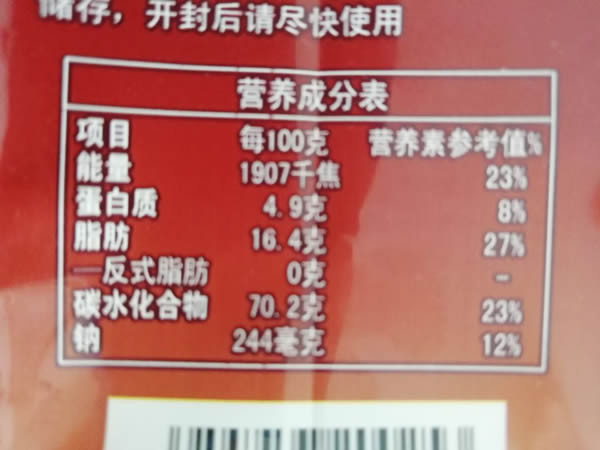 储存，开封后请尽快使用
营养成分表
项目 每100克 营养素参考值%
能量 1907千焦 23%
蛋白质 4.9克 8%
脂肪 16.4克 27%
—反式脂肪 0克 -
碳水化合物 70.2克 23%
钠 244毫克 12%